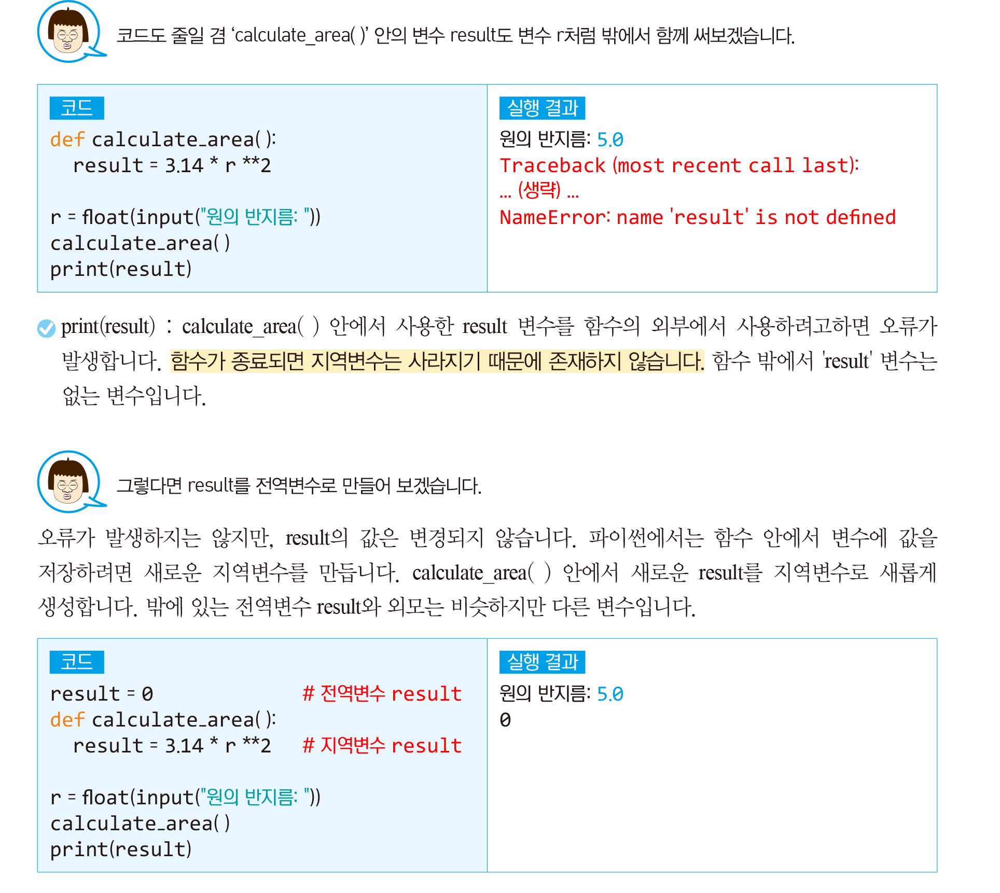 코드도 줄일 겸 ‘calculate_area( )’ 안의 변수 result도 변수 r처럼 밖에서 함께 써보겠습니다.
코드
def calculate_area( ):
  result = 3.14 * r **2

r = float(input("원의 반지름: "))
calculate_area( )
print(result)
실행 결과
원의 반지름: 5.0
Traceback (most recent call last):
... (생략) ...
NameError: name 'result' is not defined
print(result) : calculate_area( ) 안에서 사용한 result 변수를 함수의 외부에서 사용하려고하면 오류가
발생합니다. 함수가 종료되면 지역변수는 사라지기 때문에 존재하지 않습니다. 함수 밖에서 'result' 변수는
없는 변수입니다.
그렇다면 result를 전역변수로 만들어 보겠습니다.
오류가 발생하지는 않지만, result의 값은 변경되지 않습니다. 파이썬에서는 함수 안에서 변수에 값을
저장하려면 새로운 지역변수를 만듭니다. calculate_area( ) 안에서 새로운 result를 지역변수로 새롭게
생성합니다. 밖에 있는 전역변수 result와 외모는 비슷하지만 다른 변수입니다.
코드
result = 0 # 전역변수 result
def calculate_area( ):
  result = 3.14 * r **2 # 지역변수 result

r = float(input("원의 반지름: "))
calculate_area( )
print(result)
실행 결과
원의 반지름: 5.0
0